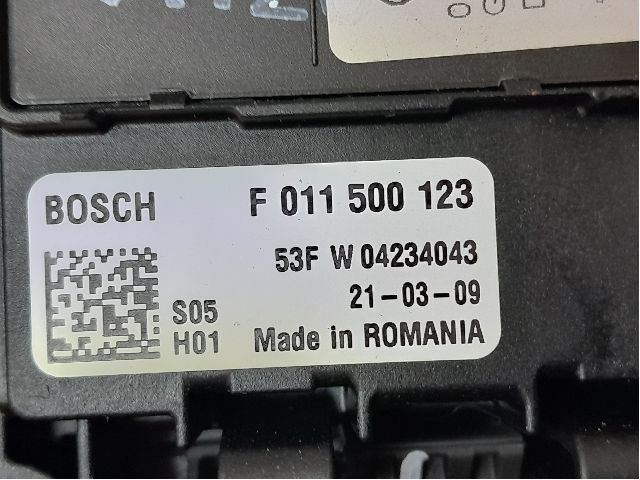 BOSCH F 011 500 123
53F W 04234043
S05 21-03-09
H01 Made in ROMANIA